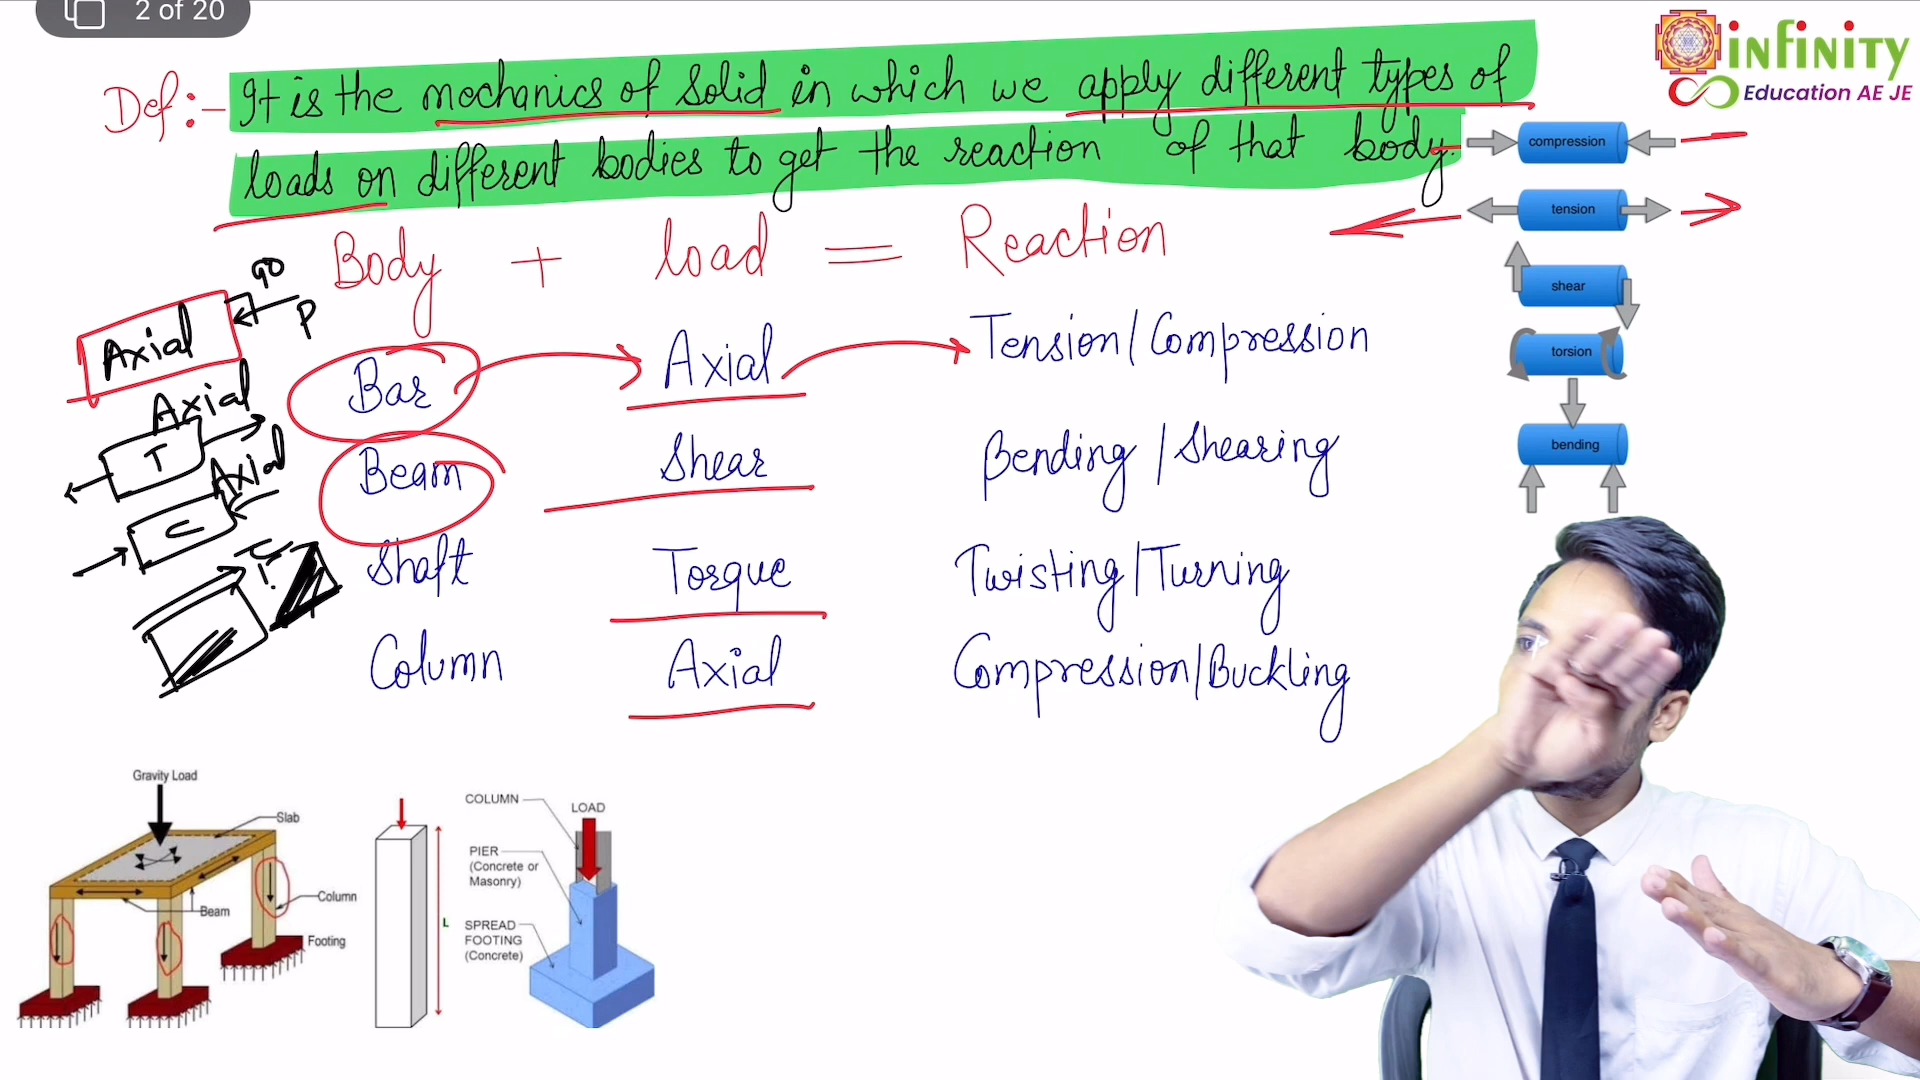 2 of 20
infinity
Education AE JE
Def:- It is the mechanics of Solid in which we apply different types of
loads on different bodies to get the reaction of that body.
Body + load = Reaction
Bar Axial Tension/Compression
Beam Shear Bending/Shearing
Shaft Torque Twisting/Turning
Column Axial Compression/Buckling
90
P
Axial
Axial
T
Axial
C
compression
tension
shear
torsion
bending
Gravity Load
Slab
Column
Beam
Footing
L
COLUMN
LOAD
PIER
(Concrete or
Masonry)
SPREAD
FOOTING
(Concrete)